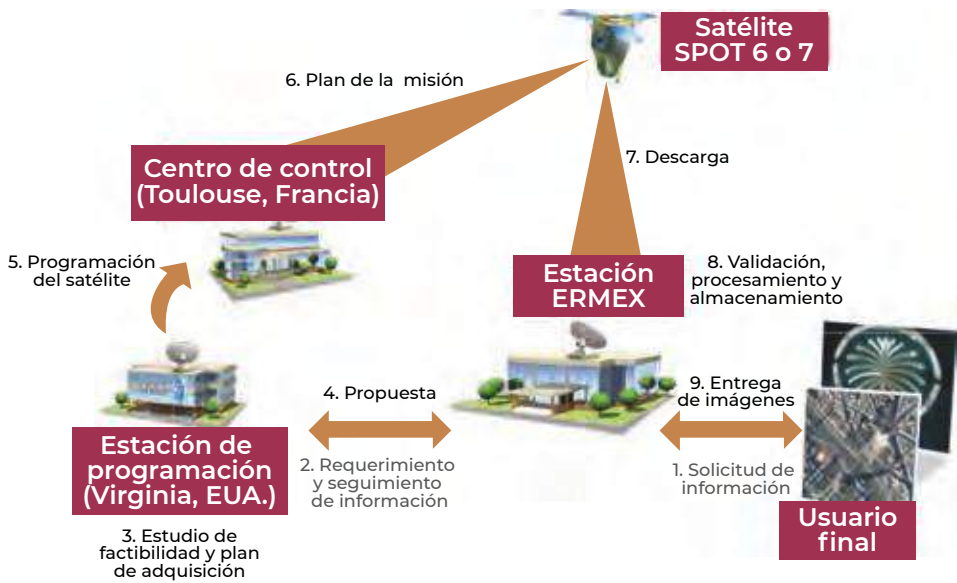 Satélite
SPOT 6 o 7
6. Plan de la misión
7. Descarga
Centro de control
(Toulouse, Francia)
5. Programación
del satélite
Estación
ERMEX
8. Validación,
procesamiento y
almacenamiento
4. Propuesta
9. Entrega
de imágenes
Estación de
programación
(Virginia, EUA.)
2. Requerimiento
y seguimiento
de información
1. Solicitud de
información
Usuario
final
3. Estudio de
factibilidad y plan
de adquisición